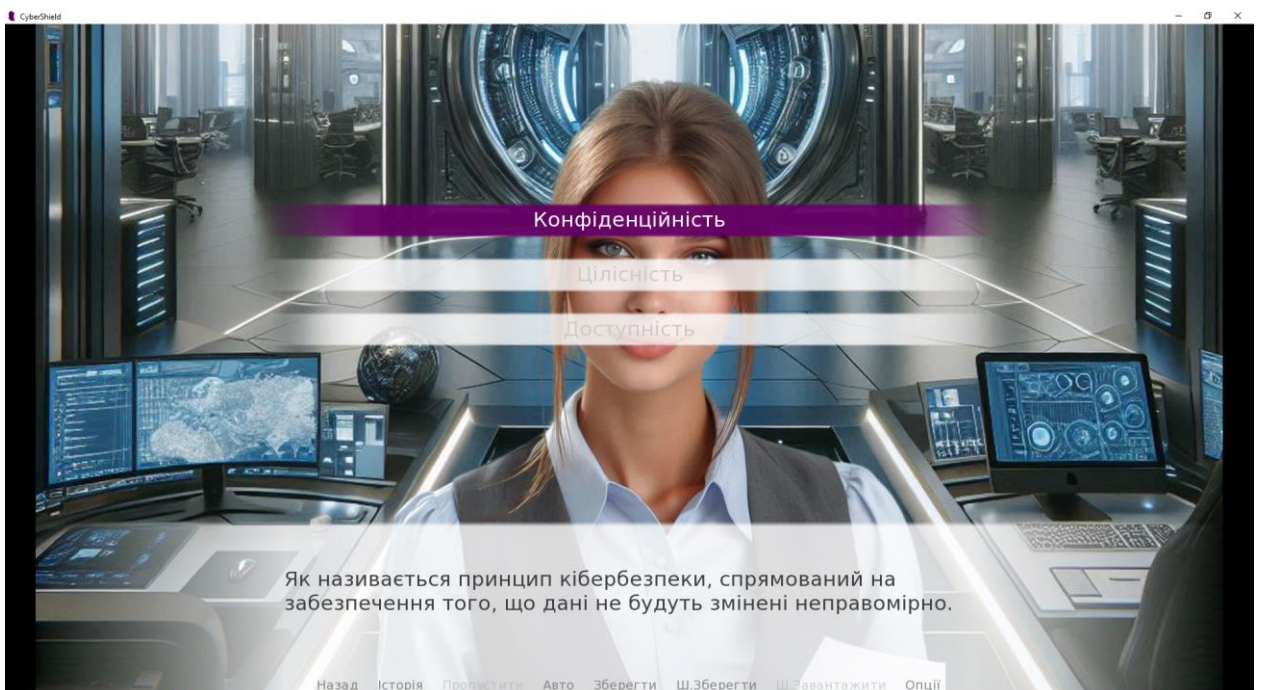 CyberShield
Конфіденційність
Цілісність
Доступність
Як називається принцип кібербезпеки, спрямований на
забезпечення того, що дані не будуть змінені неправомірно.
Назад Історія Пропустити Авто Зберегти Ш.Зберегти Ш.Завантажити Опції